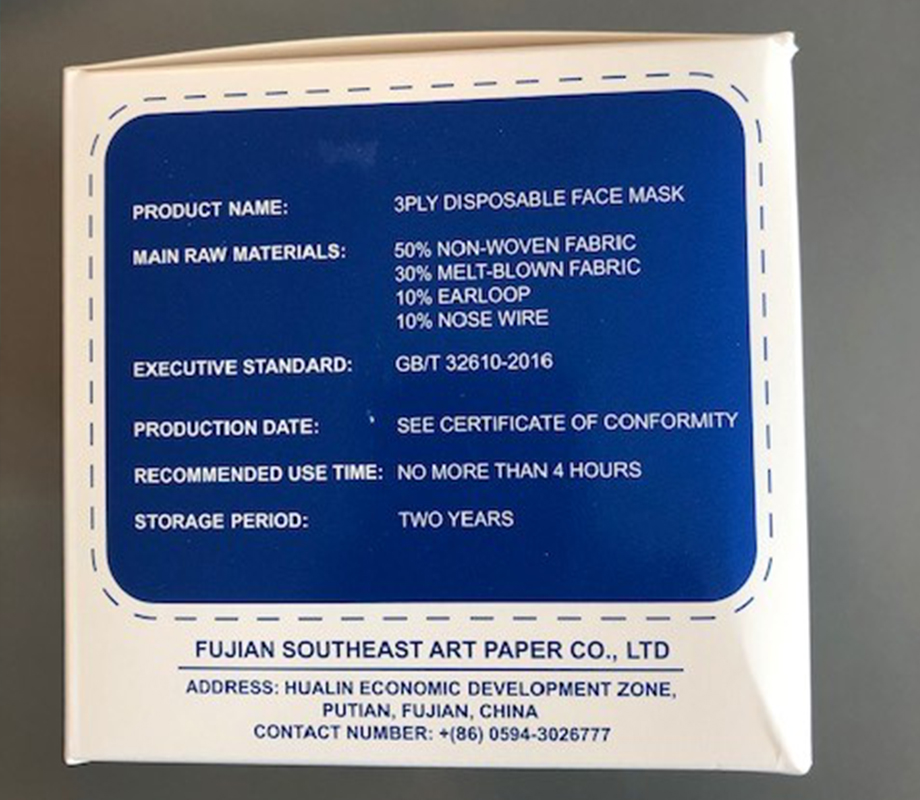 PRODUCT NAME: 3PLY DISPOSABLE FACE MASK
MAIN RAW MATERIALS: 50% NON-WOVEN FABRIC
30% MELT-BLOWN FABRIC
10% EARLOOP
10% NOSE WIRE
EXECUTIVE STANDARD: GB/T 32610-2016
PRODUCTION DATE: SEE CERTIFICATE OF CONFORMITY
RECOMMENDED USE TIME: NO MORE THAN 4 HOURS
STORAGE PERIOD: TWO YEARS
FUJIAN SOUTHEAST ART PAPER CO., LTD
ADDRESS: HUALIN ECONOMIC DEVELOPMENT ZONE,
PUTIAN, FUJIAN, CHINA
CONTACT NUMBER: +(86) 0594-3026777